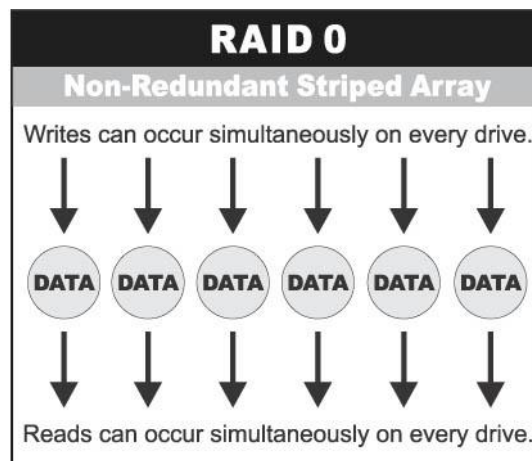 RAID 0
Non-Redundant Striped Array
Writes can occur simultaneously on every drive.
DATA DATA DATA DATA DATA DATA
Reads can occur simultaneously on every drive.